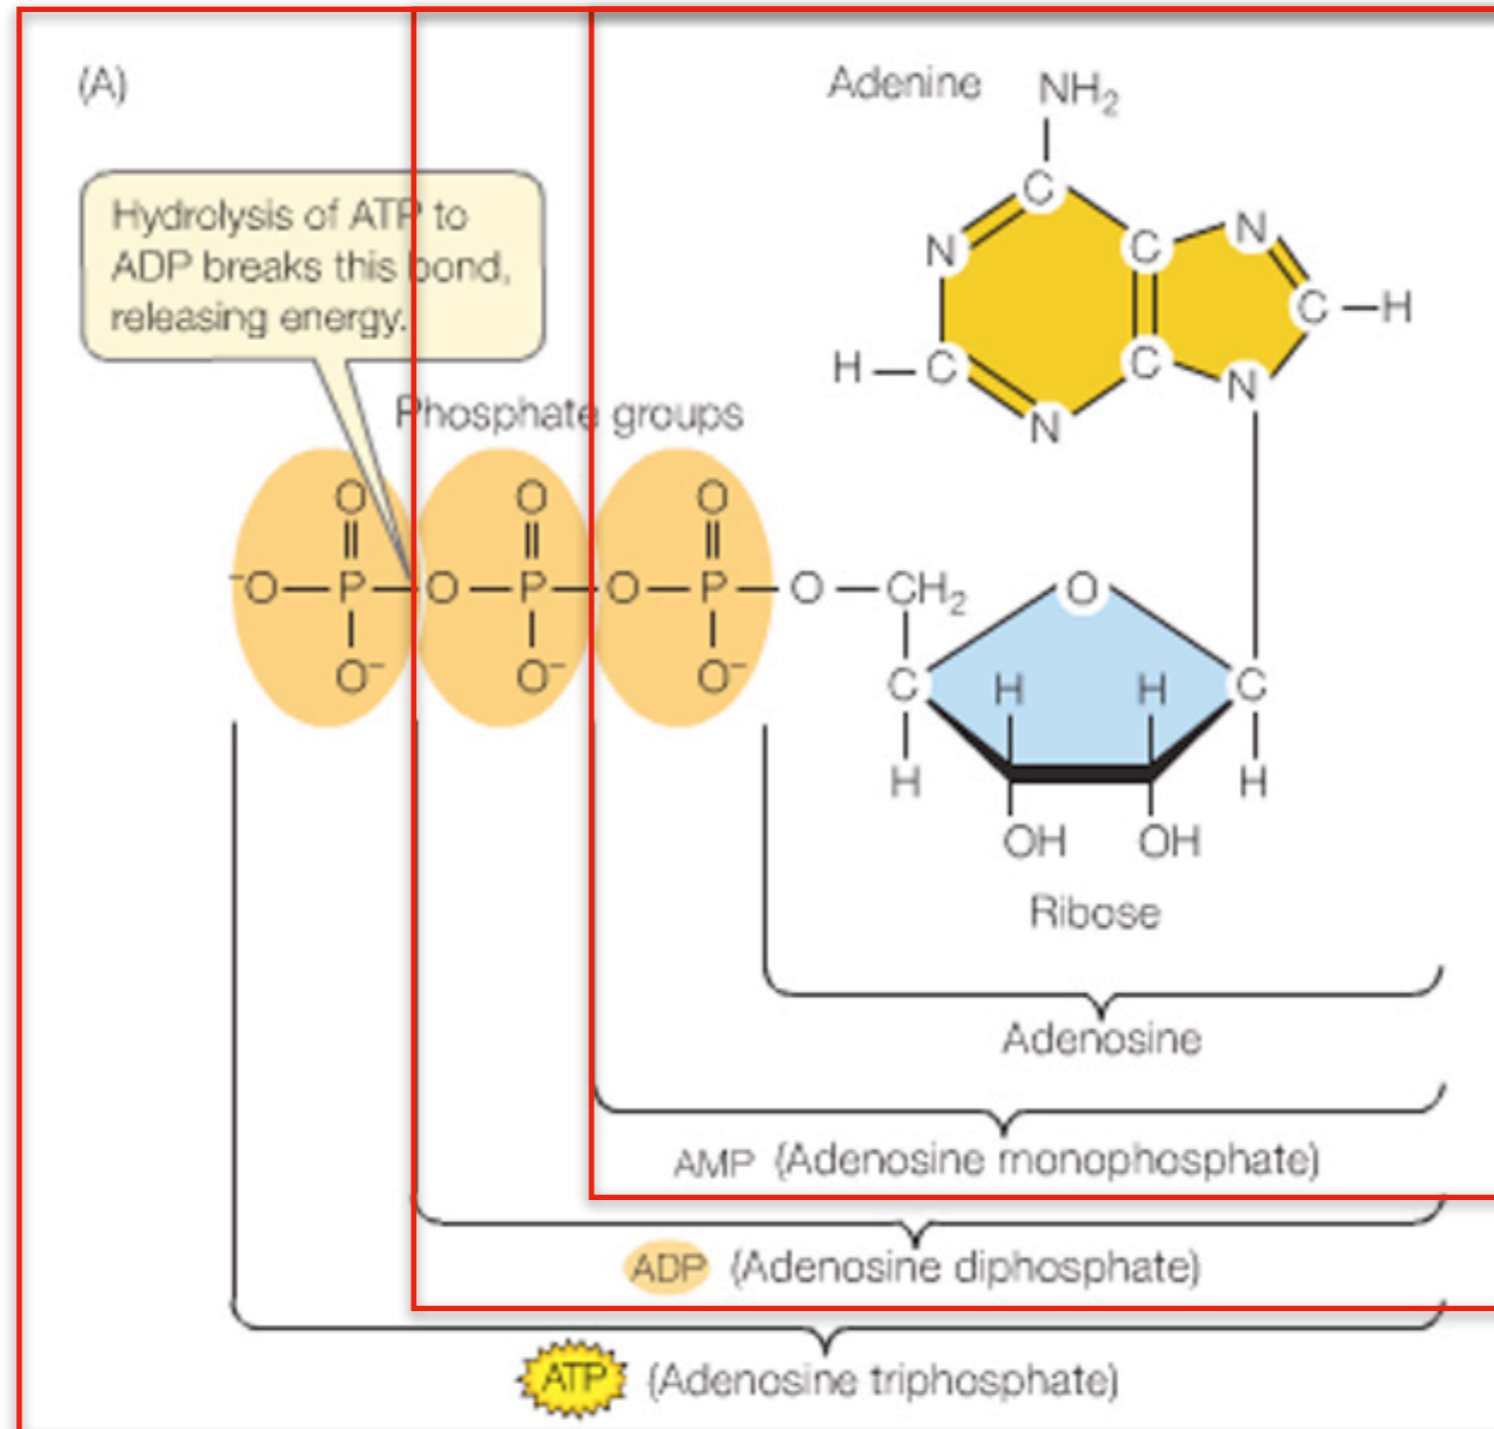 (A)
Adenine
NH2
Hydrolysis of ATP to
ADP breaks this bond,
releasing energy.
C
N
C
N
C
H
H
C
C
N
N
Phosphate groups
O
O
O
⁻O
P
O
P
O
P
O
CH2
O
O⁻
O⁻
O⁻
C
H
H
C
H
H
OH
OH
Ribose
Adenosine
AMP (Adenosine monophosphate)
ADP (Adenosine diphosphate)
ATP (Adenosine triphosphate)